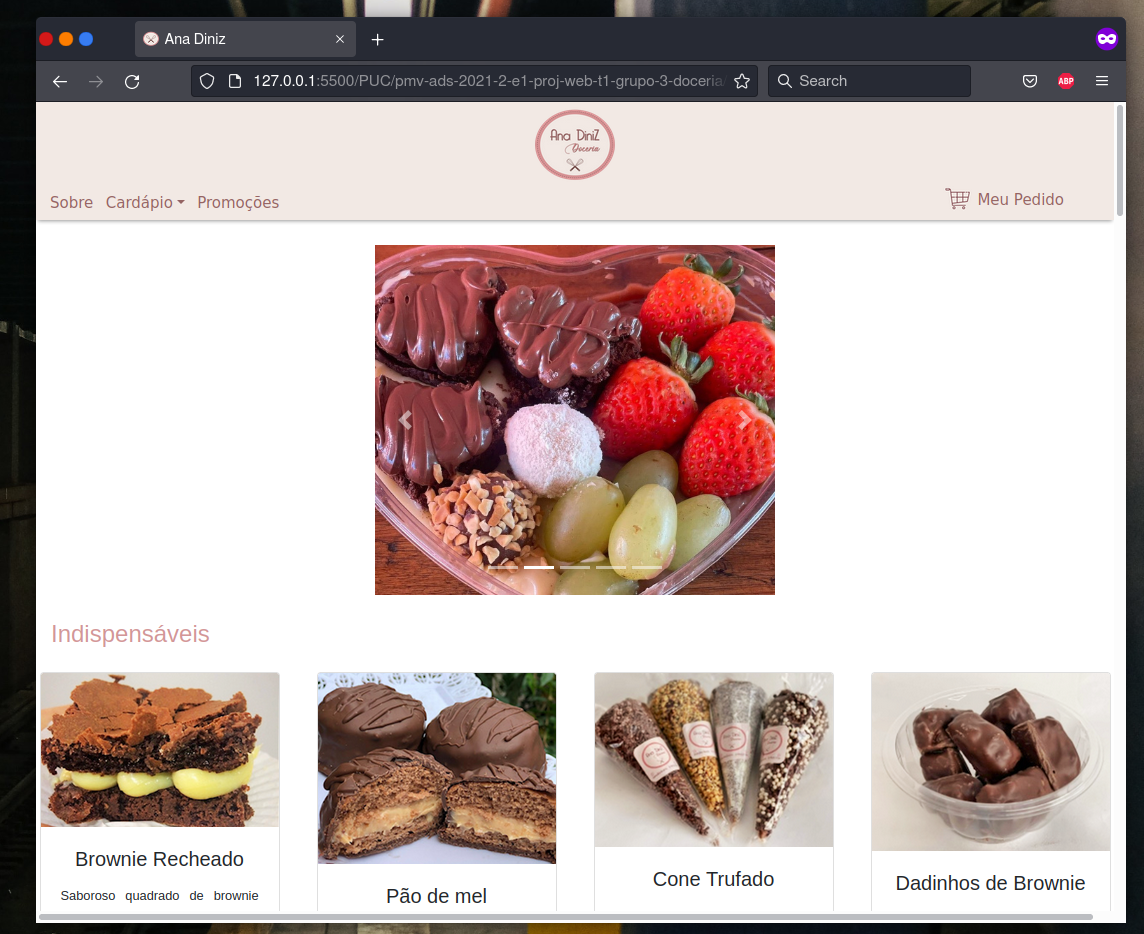 Ana Diniz
127.0.0.1:5500/PUC/pmv-ads-2021-2-e1-proj-web-t1-grupo-3-doceria/
Search
ABP
Ana DiniZ
Doceria
Sobre Cardápio Promoções
Meu Pedido
Indispensáveis
Brownie Recheado
Saboroso quadrado de brownie
Pão de mel
Cone Trufado
Dadinhos de Brownie